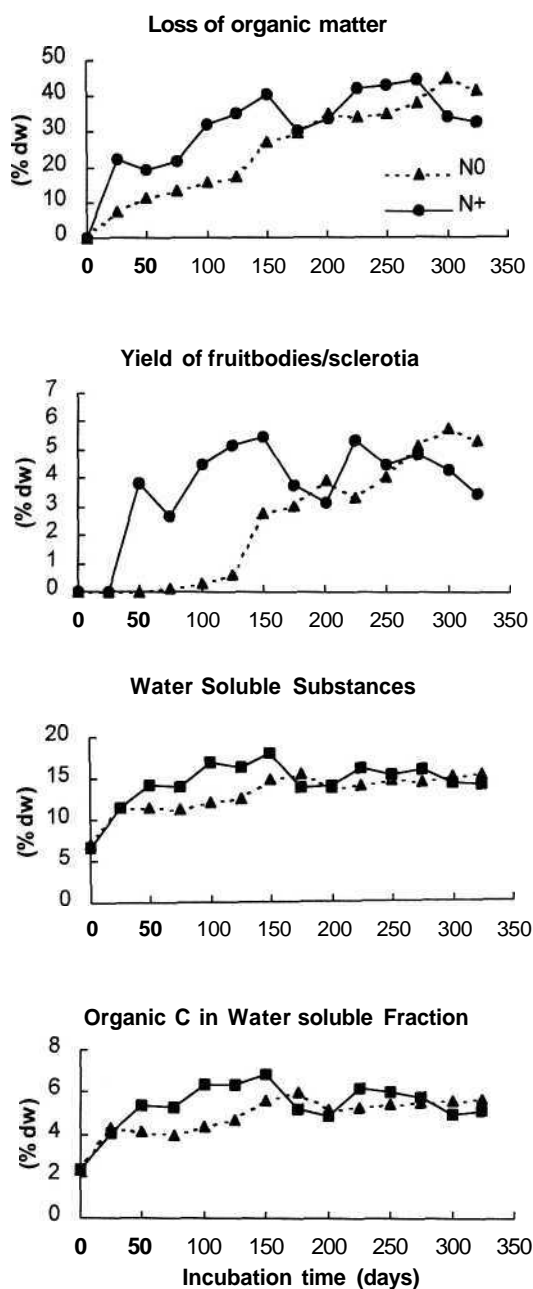 Loss of organic matter
50
40
30
20
10
0
(% dw)
N0
N+
0 50 100 150 200 250 300 350
Yield of fruitbodies/sclerotia
7
6
5
4
3
2
1
0
(% dw)
0 50 100 150 200 250 300 350
Water Soluble Substances
20
15
10
5
0
(% dw)
0 50 100 150 200 250 300 350
Organic C in Water soluble Fraction
8
6
4
2
0
(% dw)
0 50 100 150 200 250 300 350
Incubation time (days)